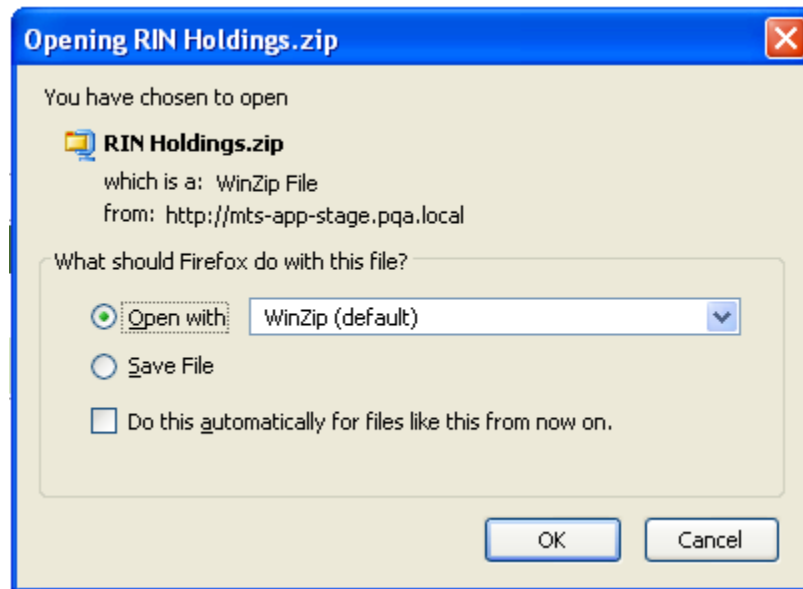 Opening RIN Holdings.zip
You have chosen to open
RIN Holdings.zip
which is a: WinZip File
from: http://mts-app-stage.pqa.local
What should Firefox do with this file?
Open with WinZip (default)
Save File
Do this automatically for files like this from now on.
OK Cancel